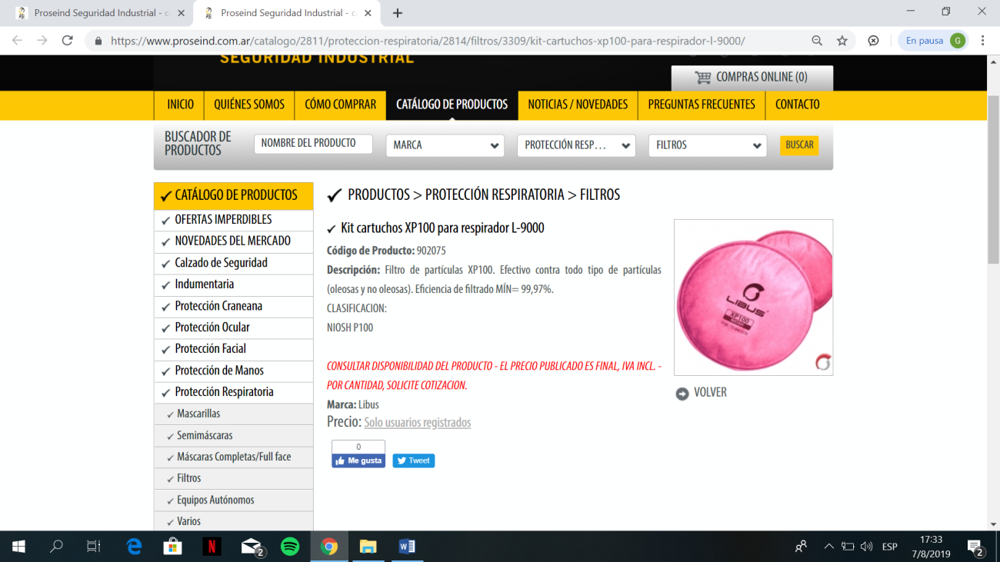 Proseind Seguridad Industrial - c
Proseind Seguridad Industrial - c
https://www.proseind.com.ar/catalogo/2811/proteccion-respiratoria/2814/filtros/3309/kit-cartuchos-xp100-para-respirador-l-9000/
En pausa G
SEGURIDAD INDUSTRIAL
COMPRAS ONLINE (0)
INICIO QUIÉNES SOMOS CÓMO COMPRAR CATÁLOGO DE PRODUCTOS NOTICIAS / NOVEDADES PREGUNTAS FRECUENTES CONTACTO
BUSCADOR DE
PRODUCTOS
NOMBRE DEL PRODUCTO MARCA PROTECCIÓN RESP... FILTROS BUSCAR
CATÁLOGO DE PRODUCTOS
OFERTAS IMPERDIBLES
NOVEDADES DEL MERCADO
Calzado de Seguridad
Indumentaria
Protección Craneana
Protección Ocular
Protección Facial
Protección de Manos
Protección Respiratoria
Mascarillas
Semimáscaras
Máscaras Completas/Full face
Filtros
Equipos Autónomos
Varios
PRODUCTOS > PROTECCIÓN RESPIRATORIA > FILTROS
Kit cartuchos XP100 para respirador L-9000
Código de Producto: 902075
Descripción: Filtro de partículas XP100. Efectivo contra todo tipo de partículas
(oleosas y no oleosas). Eficiencia de filtrado MÍN= 99,97%.
CLASIFICACION:
NIOSH P100
CONSULTAR DISPONIBILIDAD DEL PRODUCTO - EL PRECIO PUBLICADO ES FINAL, IVA INCL. -
POR CANTIDAD, SOLICITE COTIZACION.
Marca: Libus
Precio: Solo usuarios registrados
0
Me gusta Tweet
LIBUS
XP100
VOLVER
2
ESP
17:33
7/8/2019
2